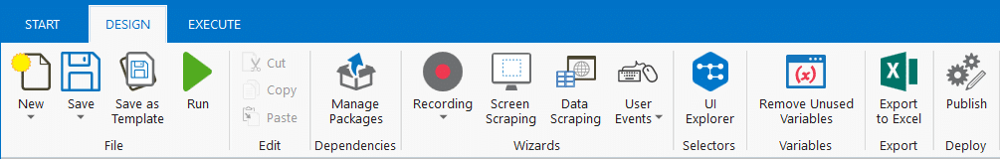 START DESIGN EXECUTE
New Save Save as Template Run
File
Cut
Copy
Paste
Edit
Manage Packages
Dependencies
Recording Screen Scraping Data Scraping User Events
Wizards
UI Explorer
Selectors
(x)
Remove Unused Variables
Variables
X
Export to Excel
Export
Publish
Deploy